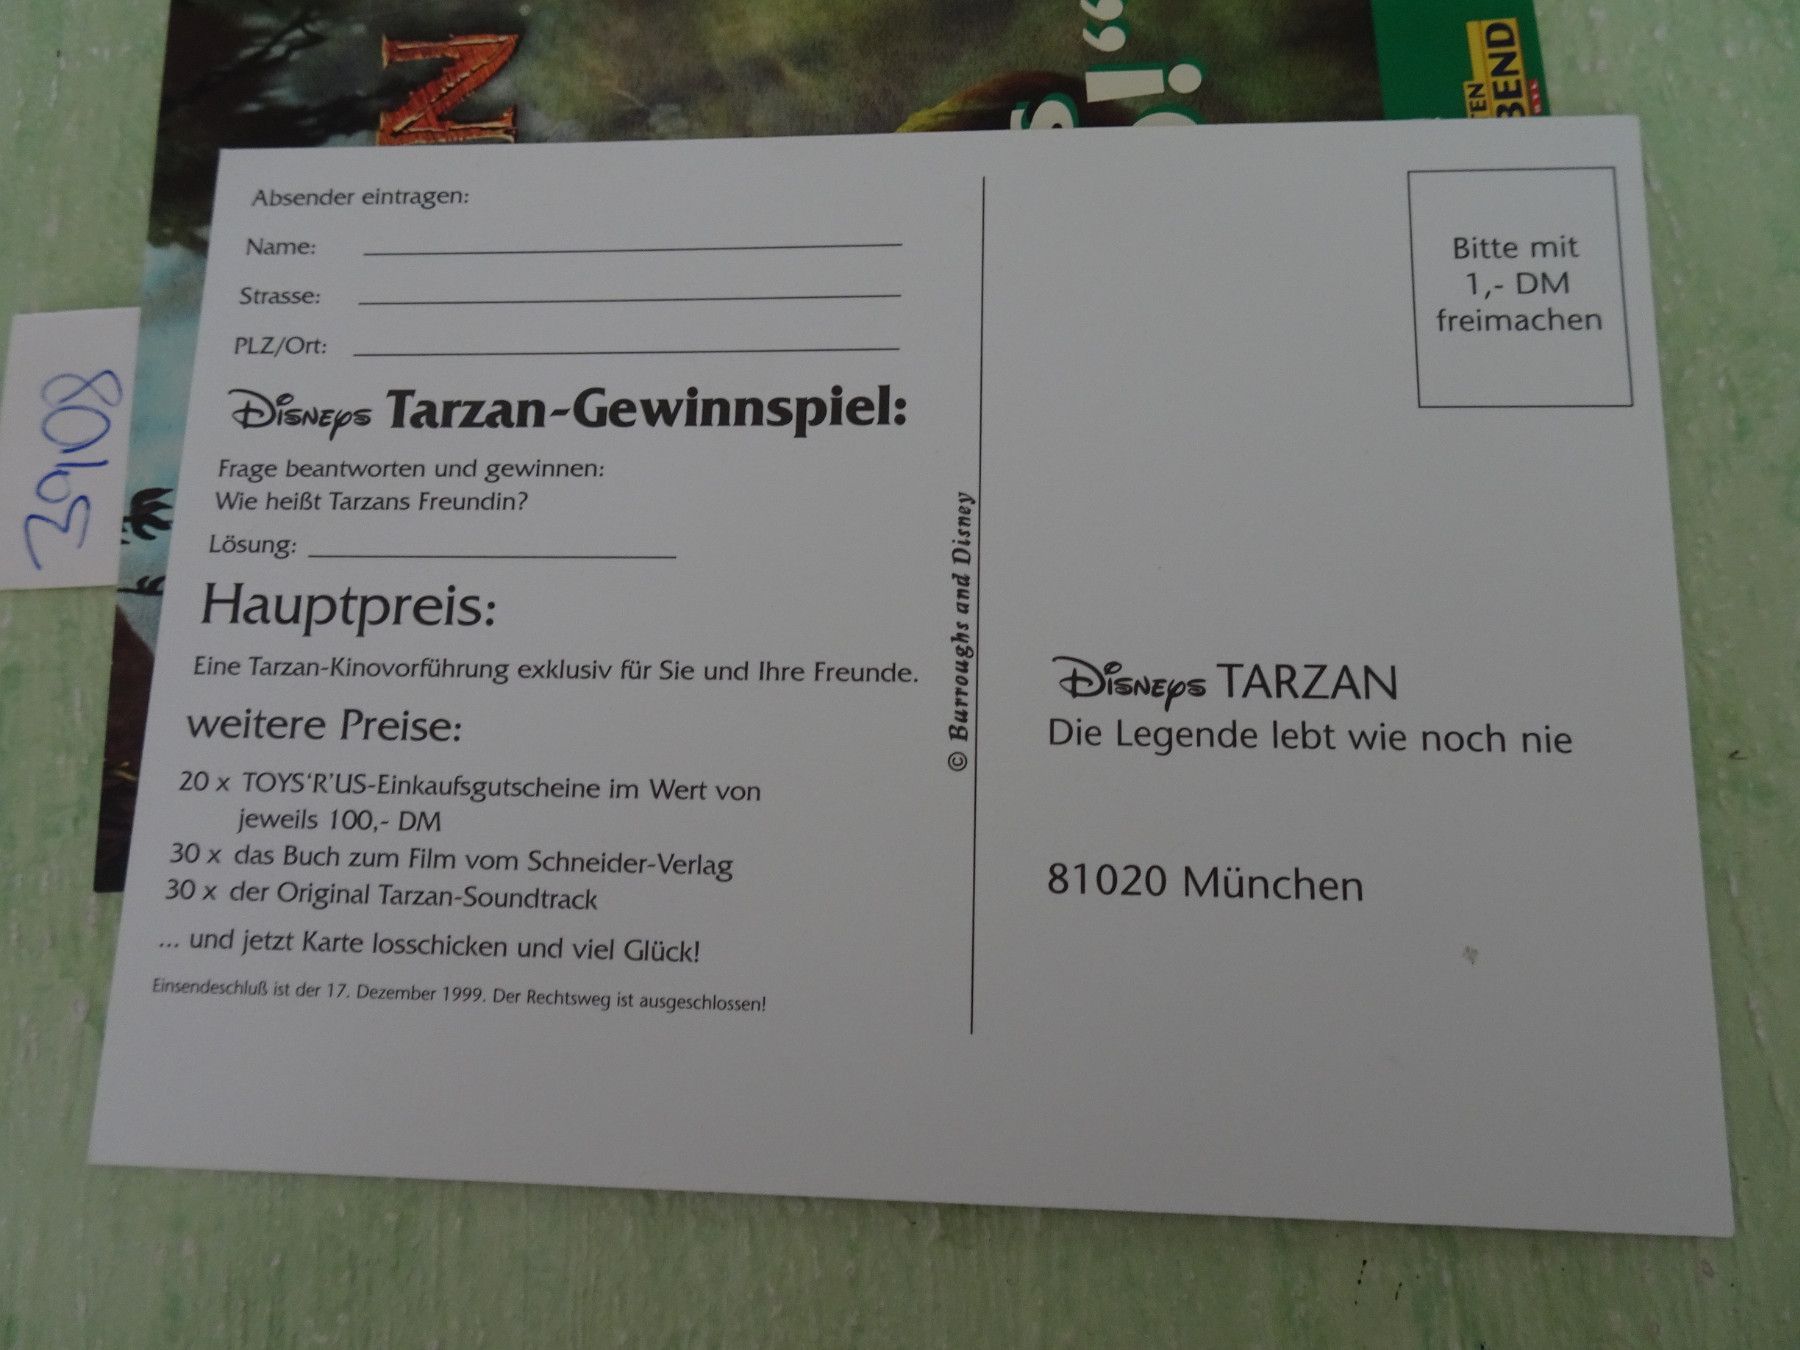 Absender eintragen:
Name:
Strasse:
PLZ/Ort:
Disneys Tarzan-Gewinnspiel:
Frage beantworten und gewinnen:
Wie heißt Tarzans Freundin?
Lösung:
Hauptpreis:
Eine Tarzan-Kinovorführung exklusiv für Sie und Ihre Freunde.
weitere Preise:
20 x TOYS'R'US-Einkaufsgutscheine im Wert von
jeweils 100,- DM
30 x das Buch zum Film vom Schneider-Verlag
30 x der Original Tarzan-Soundtrack
... und jetzt Karte losschicken und viel Glück!
Einsendeschluß ist der 17. Dezember 1999. Der Rechtsweg ist ausgeschlossen!
© Burroughs and Disney
Bitte mit
1,- DM
freimachen
Disneys TARZAN
Die Legende lebt wie noch nie
81020 München
39108